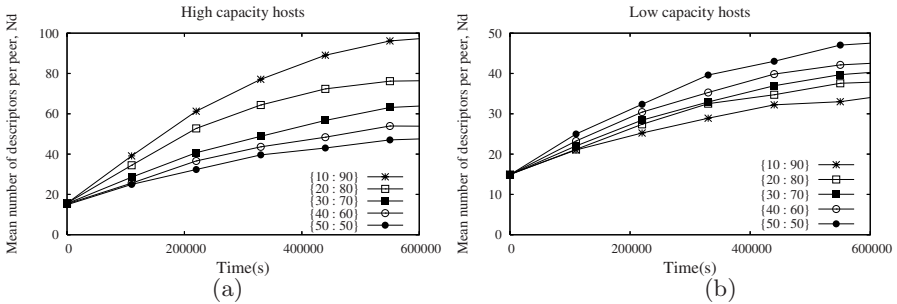 High capacity hosts
Mean number of descriptors per peer, Nd
100
80
60
40
20
0
{10 : 90}
{20 : 80}
{30 : 70}
{40 : 60}
{50 : 50}
0 200000 400000 600000
Time(s)
(a)
Low capacity hosts
Mean number of descriptors per peer, Nd
50
40
30
20
10
0
{10 : 90}
{20 : 80}
{30 : 70}
{40 : 60}
{50 : 50}
0 200000 400000 600000
Time(s)
(b)